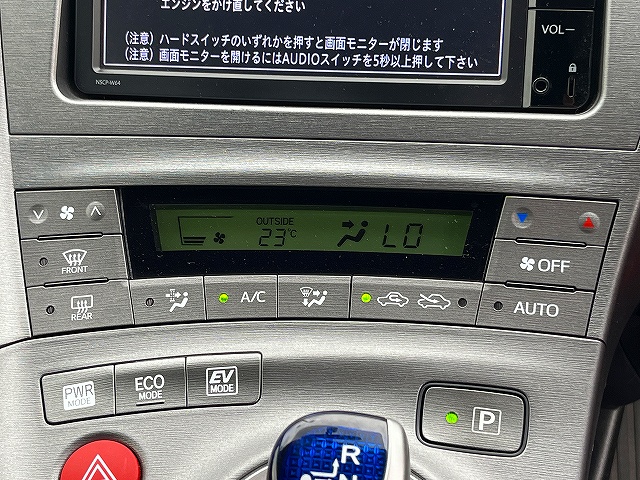 エンジンをかけ直してください
(注意) ハードスイッチのいずれかを押すと画面モニターが閉じます
(注意) 画面モニターを開けるにはAUDIOスイッチを5秒以上押して下さい
VOL−
NSCP-W64
OUTSIDE
23℃
LO
FRONT
OFF
REAR
A/C
AUTO
PWR MODE
ECO MODE
EV MODE
P
R
N